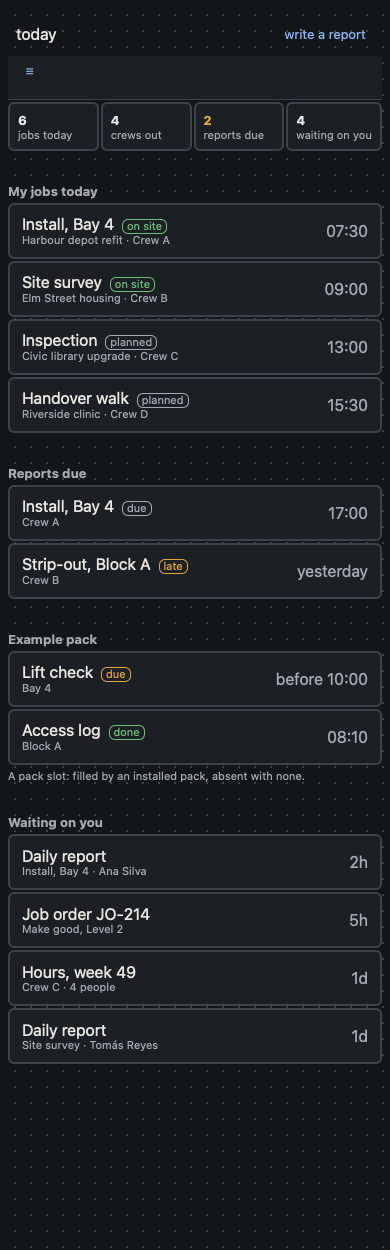 today
write a report
≡
6
jobs today
4
crews out
2
reports due
4
waiting on you
My jobs today
Install, Bay 4 on site
Harbour depot refit · Crew A
07:30
Site survey on site
Elm Street housing · Crew B
09:00
Inspection planned
Civic library upgrade · Crew C
13:00
Handover walk planned
Riverside clinic · Crew D
15:30
Reports due
Install, Bay 4 due
Crew A
17:00
Strip-out, Block A late
Crew B
yesterday
Example pack
Lift check due
Bay 4
before 10:00
Access log done
Block A
08:10
A pack slot: filled by an installed pack, absent with none.
Waiting on you
Daily report
Install, Bay 4 · Ana Silva
2h
Job order JO-214
Make good, Level 2
5h
Hours, week 49
Crew C · 4 people
1d
Daily report
Site survey · Tomás Reyes
1d